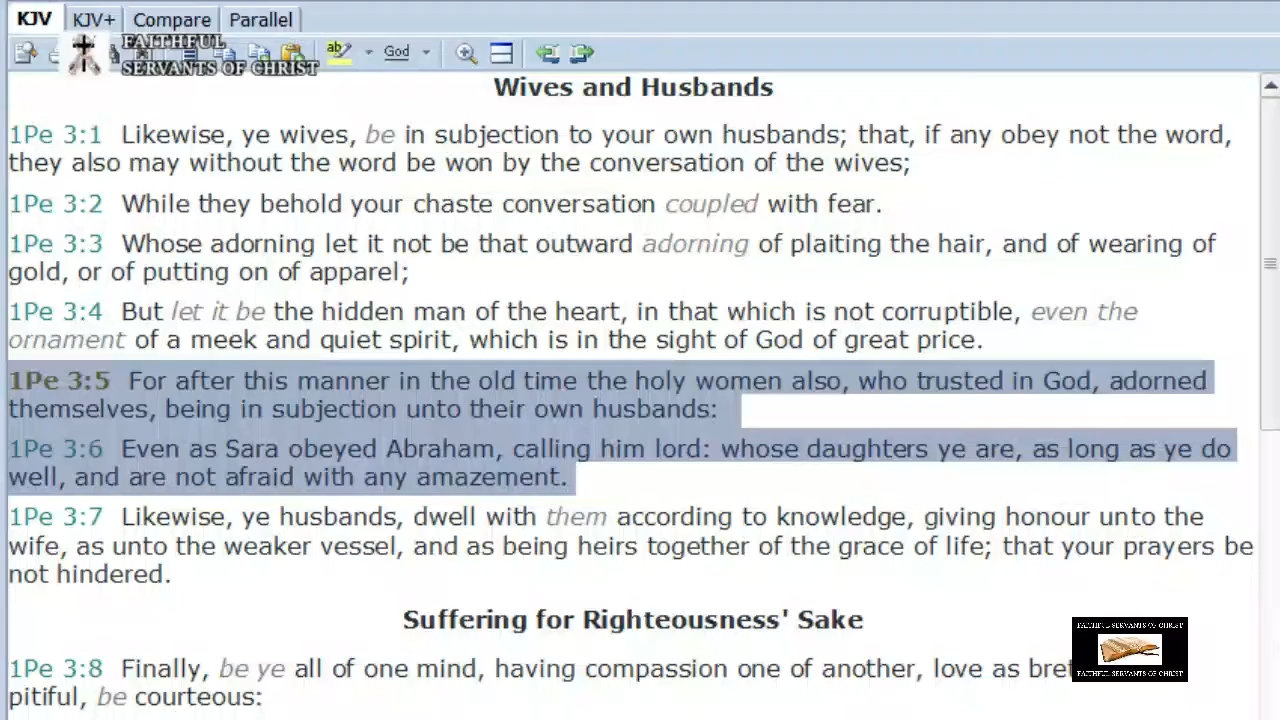 KJV KJV+ Compare Parallel
FAITHFUL
SERVANTS OF CHRIST
ab God
Wives and Husbands
1Pe 3:1 Likewise, ye wives, be in subjection to your own husbands; that, if any obey not the word,
they also may without the word be won by the conversation of the wives;
1Pe 3:2 While they behold your chaste conversation coupled with fear.
1Pe 3:3 Whose adorning let it not be that outward adorning of plaiting the hair, and of wearing of
gold, or of putting on of apparel;
1Pe 3:4 But let it be the hidden man of the heart, in that which is not corruptible, even the
ornament of a meek and quiet spirit, which is in the sight of God of great price.
1Pe 3:5 For after this manner in the old time the holy women also, who trusted in God, adorned
themselves, being in subjection unto their own husbands:
1Pe 3:6 Even as Sara obeyed Abraham, calling him lord: whose daughters ye are, as long as ye do
well, and are not afraid with any amazement.
1Pe 3:7 Likewise, ye husbands, dwell with them according to knowledge, giving honour unto the
wife, as unto the weaker vessel, and as being heirs together of the grace of life; that your prayers be
not hindered.
Suffering for Righteousness' Sake
1Pe 3:8 Finally, be ye all of one mind, having compassion one of another, love as
pitiful, be courteous:
FAITHFUL SERVANTS OF CHRIST
FAITHFUL SERVANTS OF CHRIST